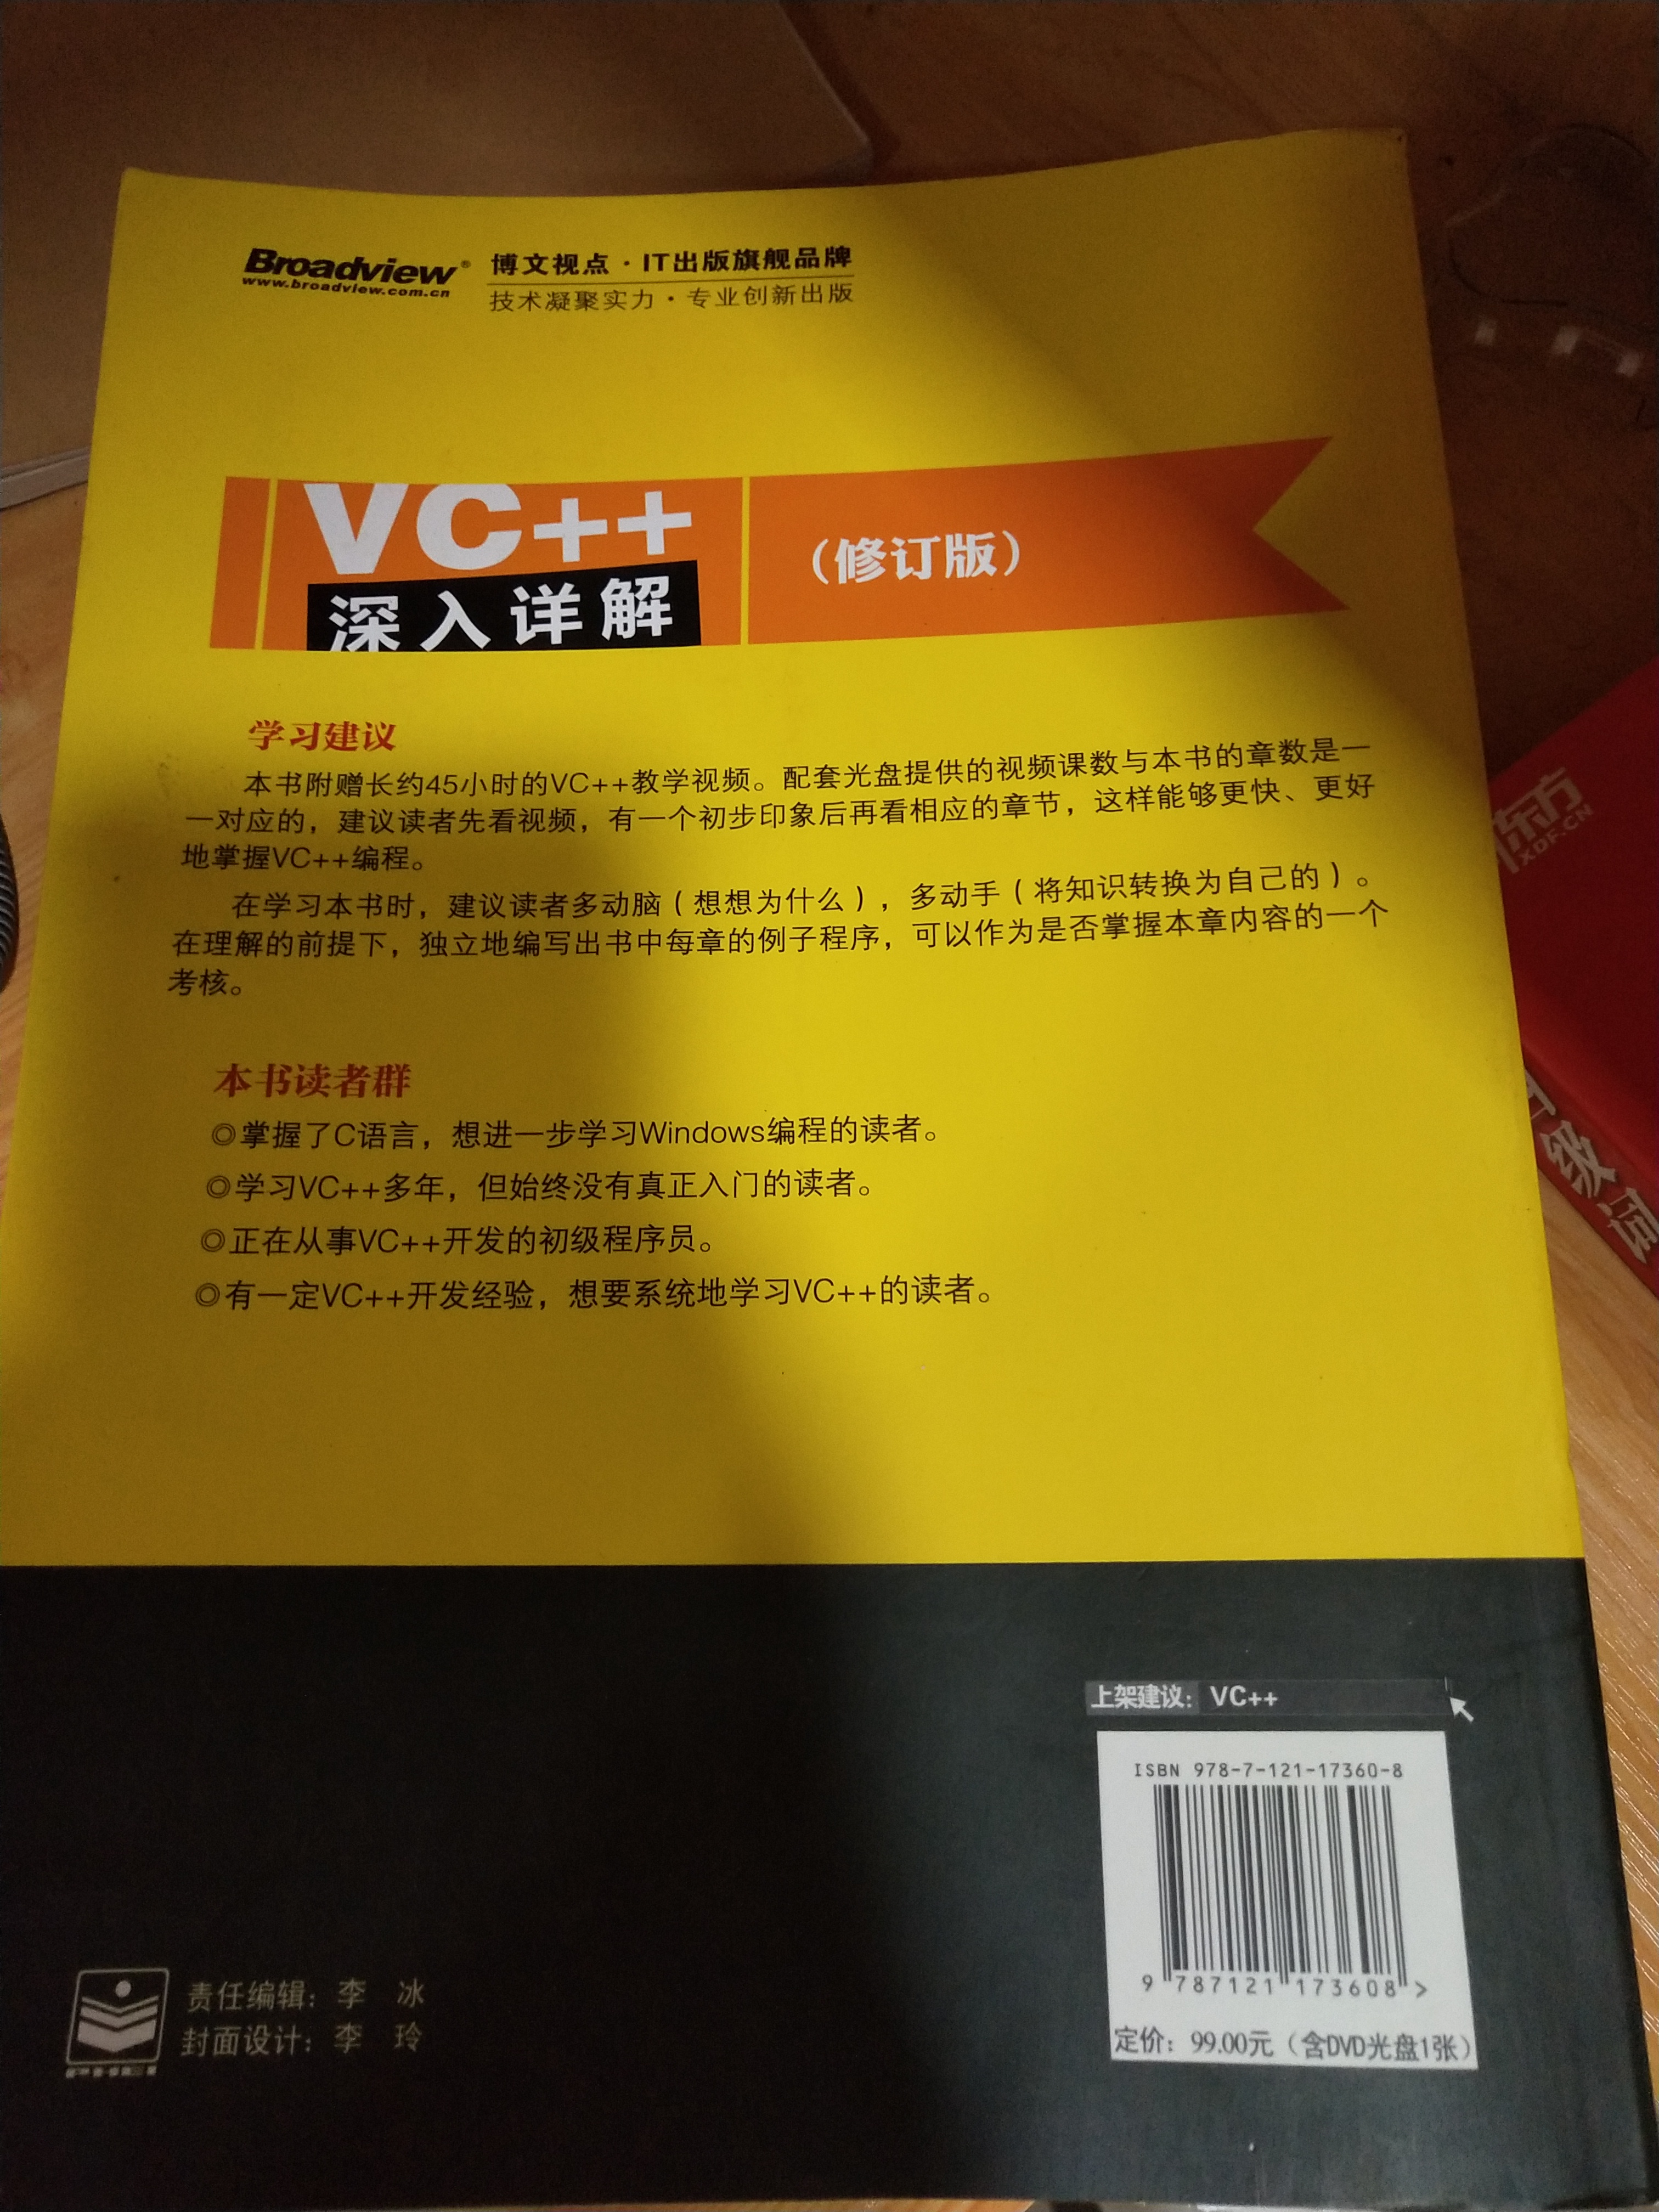 Broadview®
www.broadview.com.cn
博文视点·IT出版旗舰品牌
技术凝聚实力·专业创新出版
VC++
深入详解
（修订版）
学习建议
本书附赠长约45小时的VC++教学视频。配套光盘提供的视频课数与本书的章数是一
一对应的，建议读者先看视频，有一个初步印象后再看相应的章节，这样能够更快、更好
地掌握VC++编程。
在学习本书时，建议读者多动脑（想想为什么），多动手（将知识转换为自己的）。
在理解的前提下，独立地编写出书中每章的例子程序，可以作为是否掌握本章内容的一个
考核。
本书读者群
◎掌握了C语言，想进一步学习Windows编程的读者。
◎学习VC++多年，但始终没有真正入门的读者。
◎正在从事VC++开发的初级程序员。
◎有一定VC++开发经验，想要系统地学习VC++的读者。
上架建议：VC++
ISBN 978-7-121-17360-8
9 787121 173608 >
定价：99.00元（含DVD光盘1张）
责任编辑：李 冰
封面设计：李 玲
东方
XDF.CN
级词